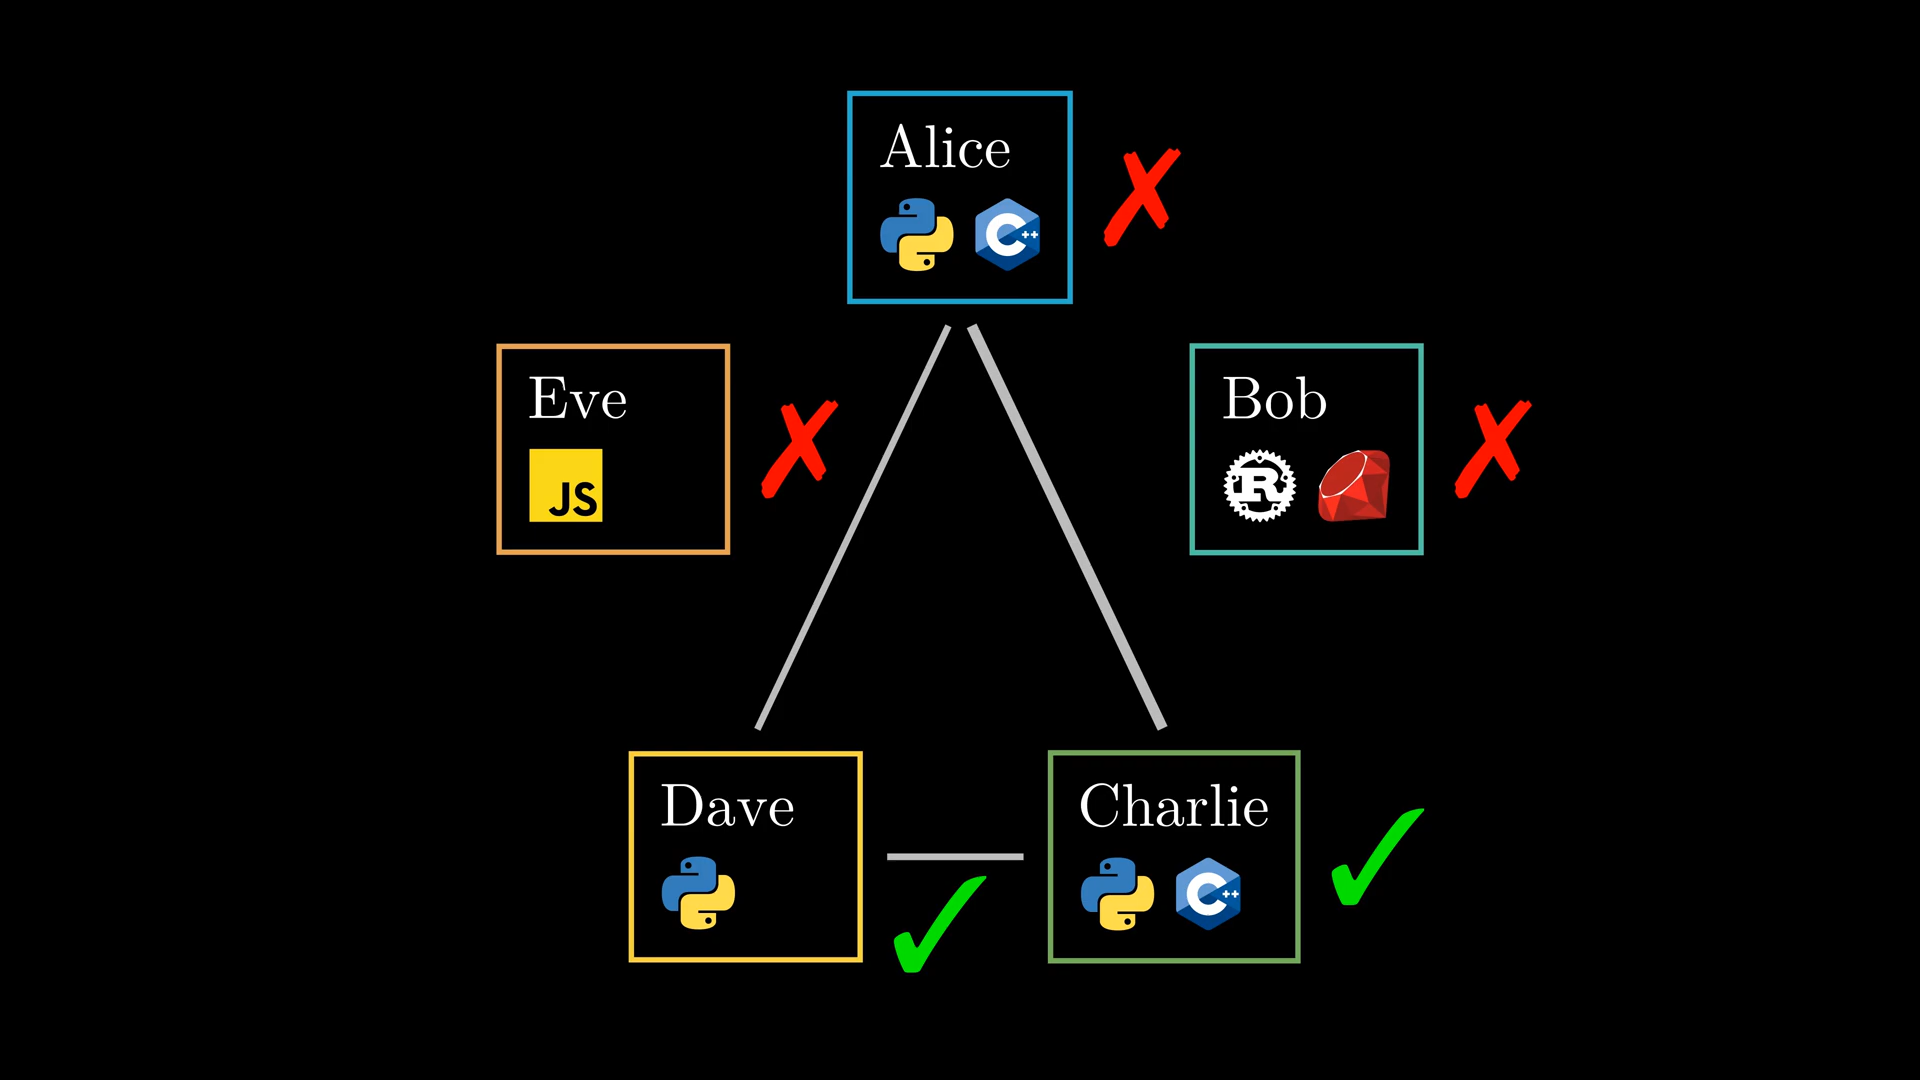 Alice
C++
Eve
JS
Bob
R
Dave
Charlie
C++